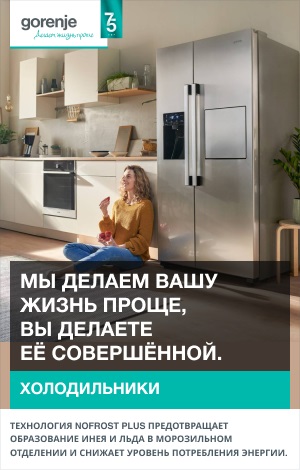 gorenje
Делает жизнь проще
75
МЫ ДЕЛАЕМ ВАШУ
ЖИЗНЬ ПРОЩЕ,
ВЫ ДЕЛАЕТЕ
ЕЁ СОВЕРШЁННОЙ.
ХОЛОДИЛЬНИКИ
ТЕХНОЛОГИЯ NOFROST PLUS ПРЕДОТВРАЩАЕТ
ОБРАЗОВАНИЕ ИНЕЯ И ЛЬДА В МОРОЗИЛЬНОМ
ОТДЕЛЕНИИ И СНИЖАЕТ УРОВЕНЬ ПОТРЕБЛЕНИЯ ЭНЕРГИИ.